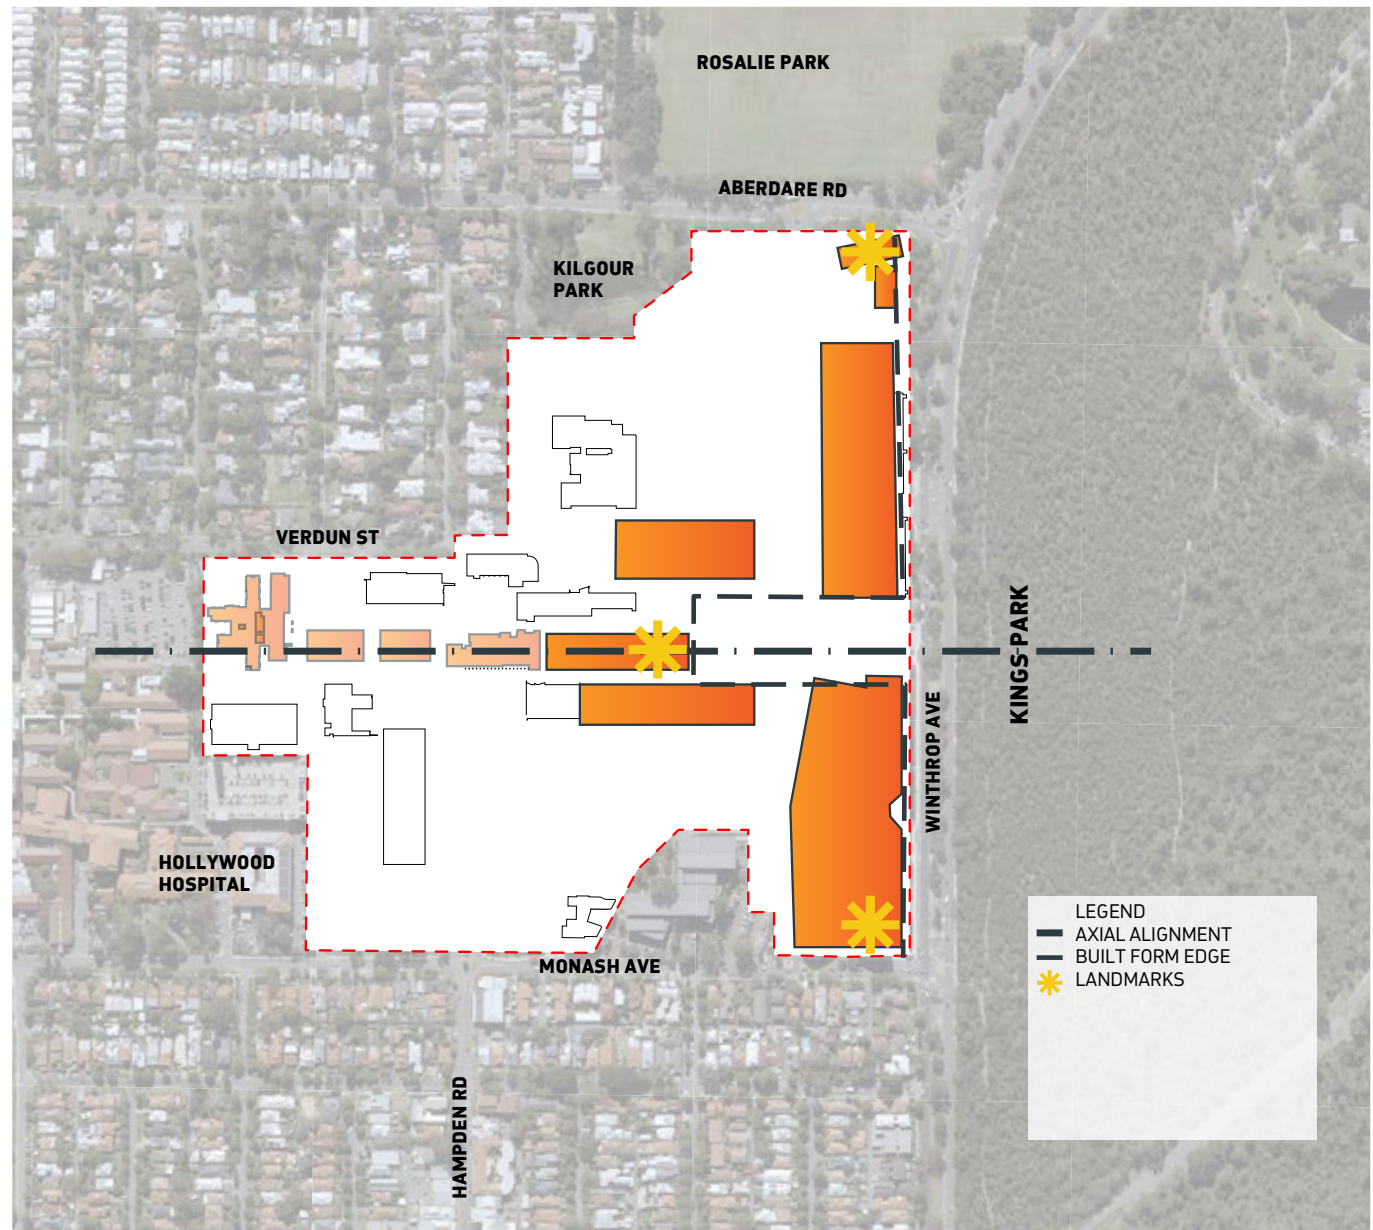 ROSALIE PARK
ABERDARE RD
KILGOUR
PARK
VERDUN ST
KINGS PARK
WINTHROP AVE
HOLLYWOOD
HOSPITAL
LEGEND
AXIAL ALIGNMENT
BUILT FORM EDGE
LANDMARKS
MONASH AVE
HAMPDEN RD